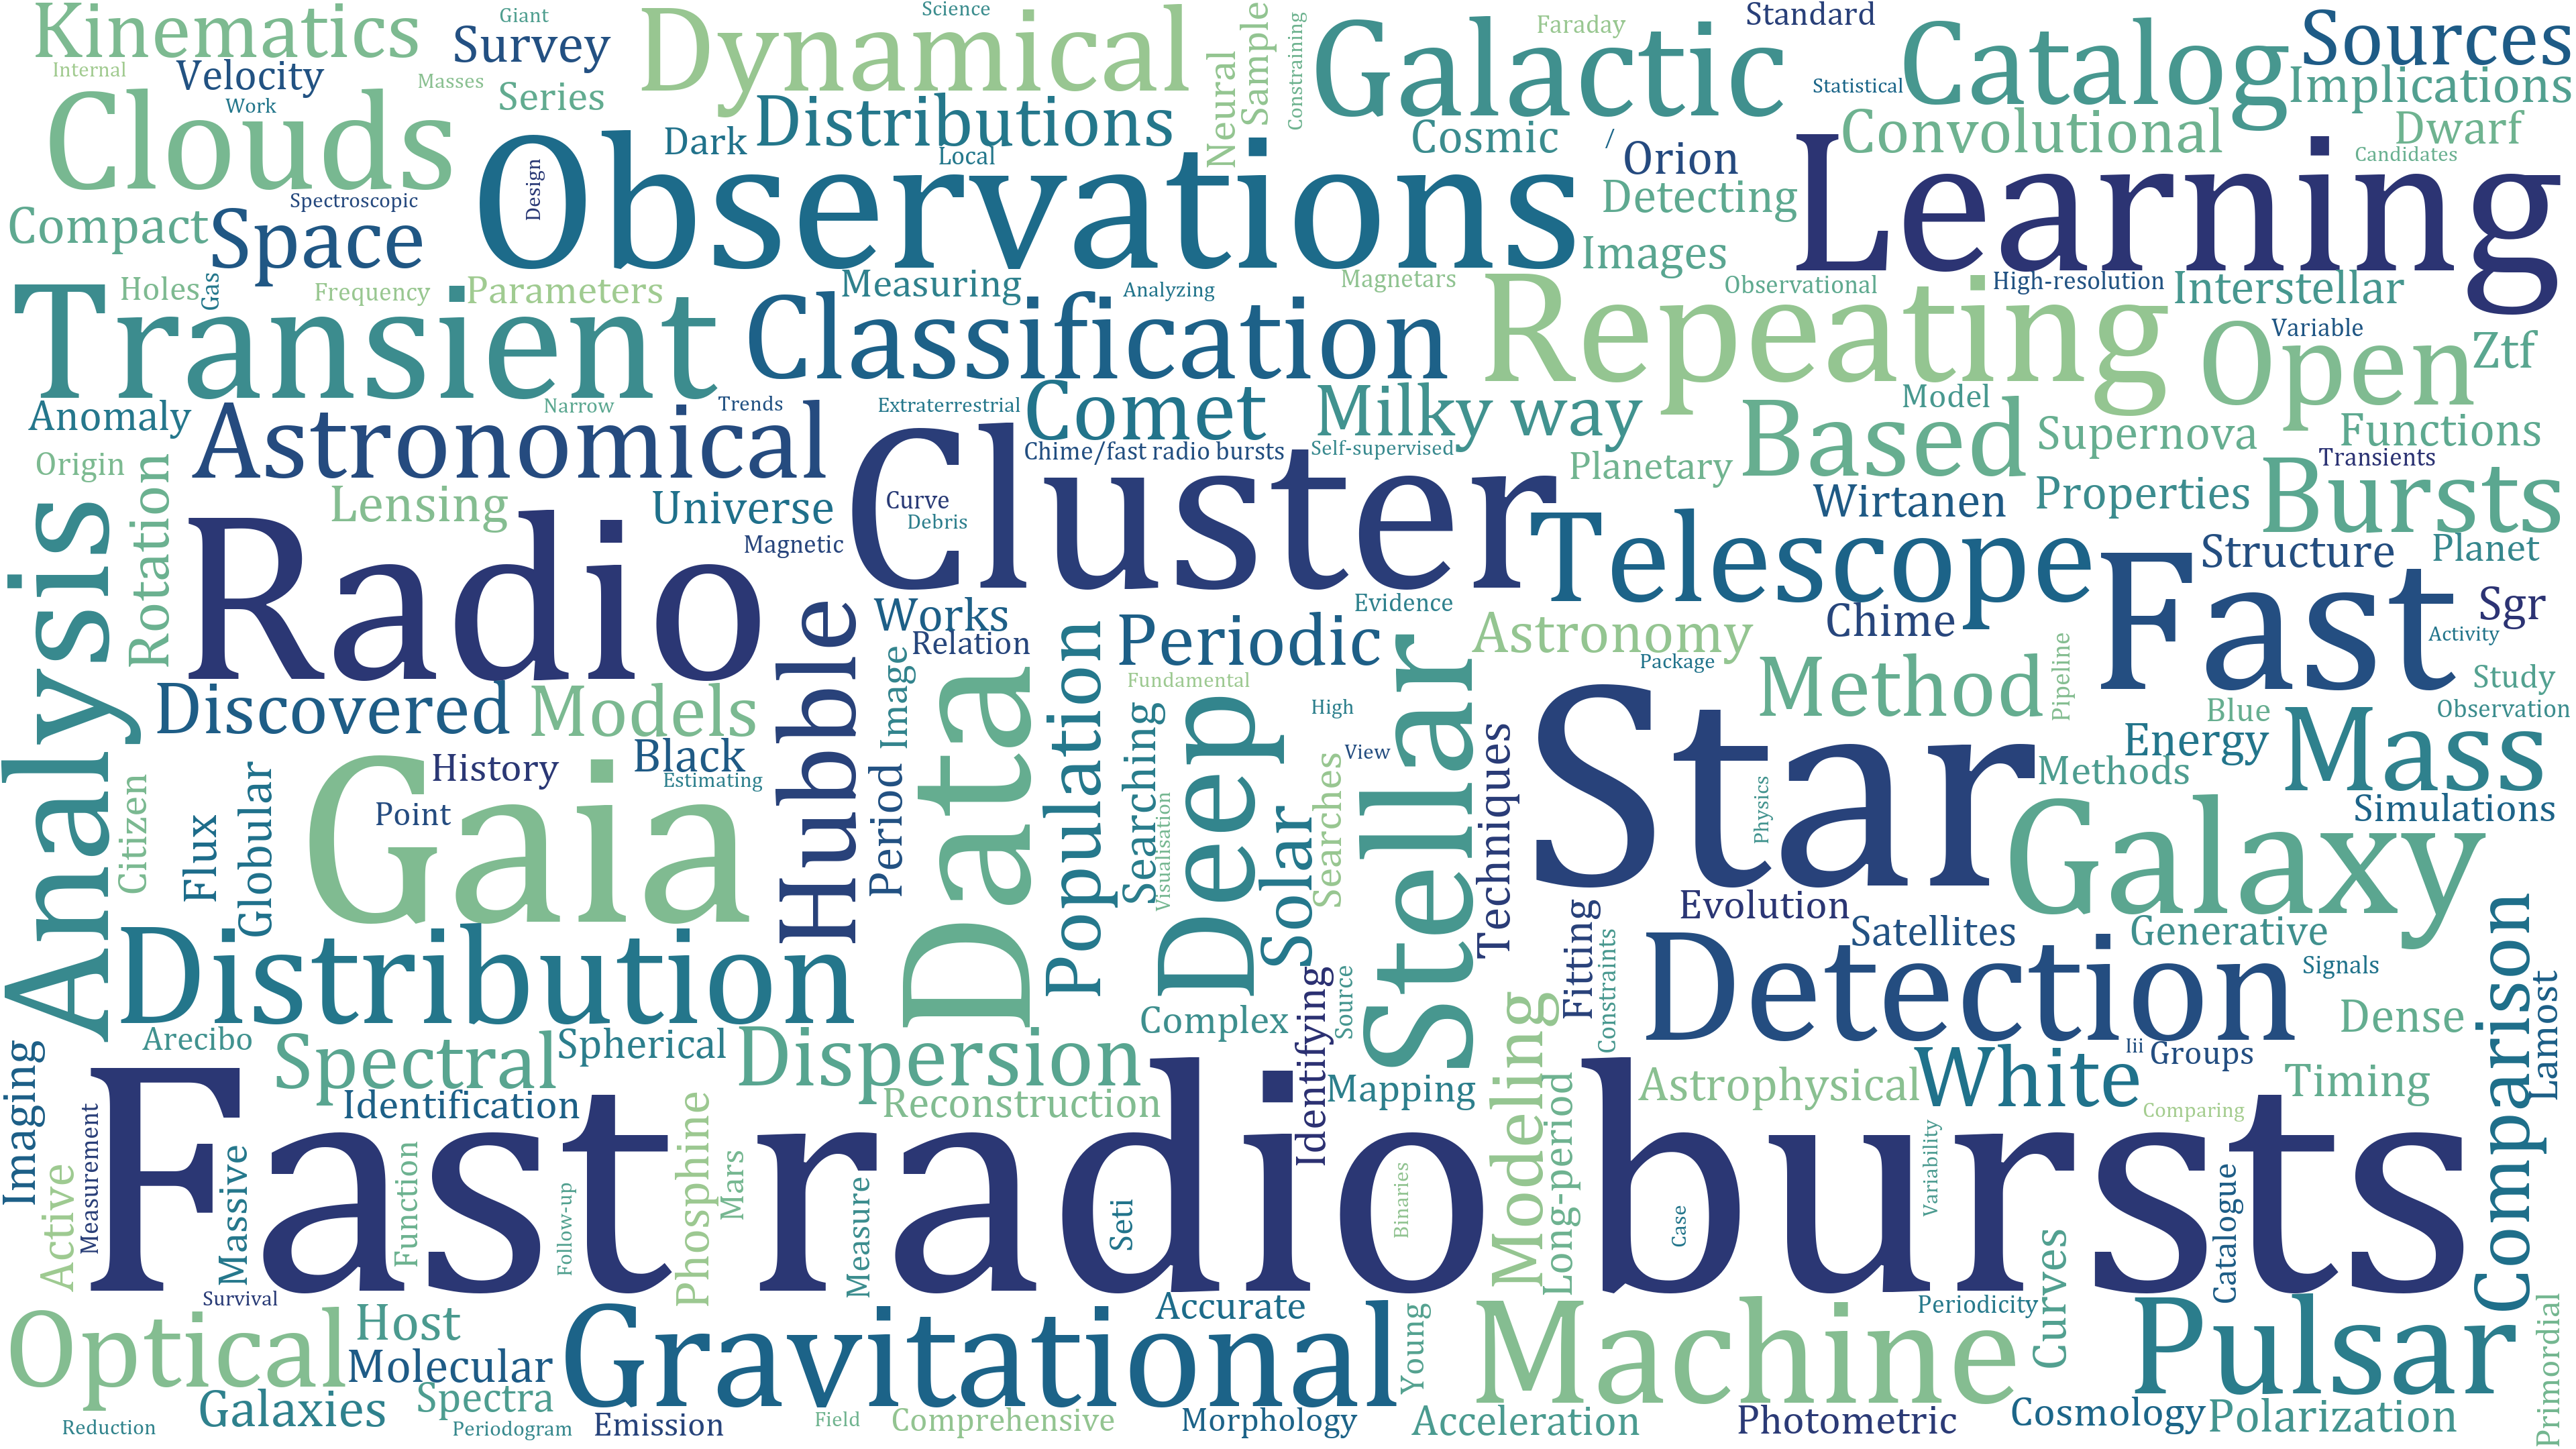 Kinematics
Giant
Science
Dynamical
Faraday
Standard
Sources
Internal
Velocity
Survey
Masses
Series
Work
Clouds
Neural
Sample
Constraining
Galactic
Statistical
Catalog
Implications
Dark
Distributions
Local
Cosmic
/
Orion
Convolutional
Dwarf
Candidates
Spectroscopic
Design
Observations
Detecting
Learning
Compact
Space
Images
Holes
Gas
Frequency
Parameters
Measuring
Analyzing
Magnetars
Observational
High-resolution
Interstellar
Transient
Classification
Repeating
Variable
Open
Ztf
Anomaly
Narrow
Trends
Extraterrestrial
Comet
Milky way
Model
Functions
Astronomical
Chime/fast radio bursts
Self-supervised
Based
Supernova
Transients
Origin
Rotation
Lensing
Universe
Curve
Debris
Magnetic
Cluster
Planetary
Wirtanen
Properties
Bursts
Analysis
Radio
Telescope
Structure
Planet
Works
Relation
Periodic
Evidence
Astronomy
Chime
Fast
Sgr
Activity
Package
Discovered
Models
Hubble
Image
Data
Population
Fundamental
High
Stellar
Method
Pipeline
Study
Blue
Observation
History
Black
Estimating
Period
Searching
Deep
View
Techniques
Star
Energy
Mass
Methods
Citizen
Flux
Globular
Point
Gaia
Visualisation
Solar
Searches
Physics
Simulations
Galaxy
Evolution
Distribution
Fitting
Constraints
Satellites
Generative
Signals
Comparison
Lamost
Detection
Arecibo
Spectral
Spherical
Dispersion
Complex
Identifying
Source
Modeling
Dense
Iii
Groups
Imaging
Identification
Reconstruction
Mapping
Long-period
Astrophysical
White
Timing
Comparing
Measurement
Active
Massive
Function
Follow-up
Phosphine
Mars
Measure
Fast radio bursts
Seti
Binaries
Case
Variability
Catalogue
Survival
Optical
Host
Accurate
Young
Periodicity
Curves
Pulsar
Primordial
Molecular
Gravitational
Machine
Galaxies
Spectra
Reduction
Periodogram
Emission
Field
Comprehensive
Morphology
Acceleration
Photometric
Cosmology
Polarization